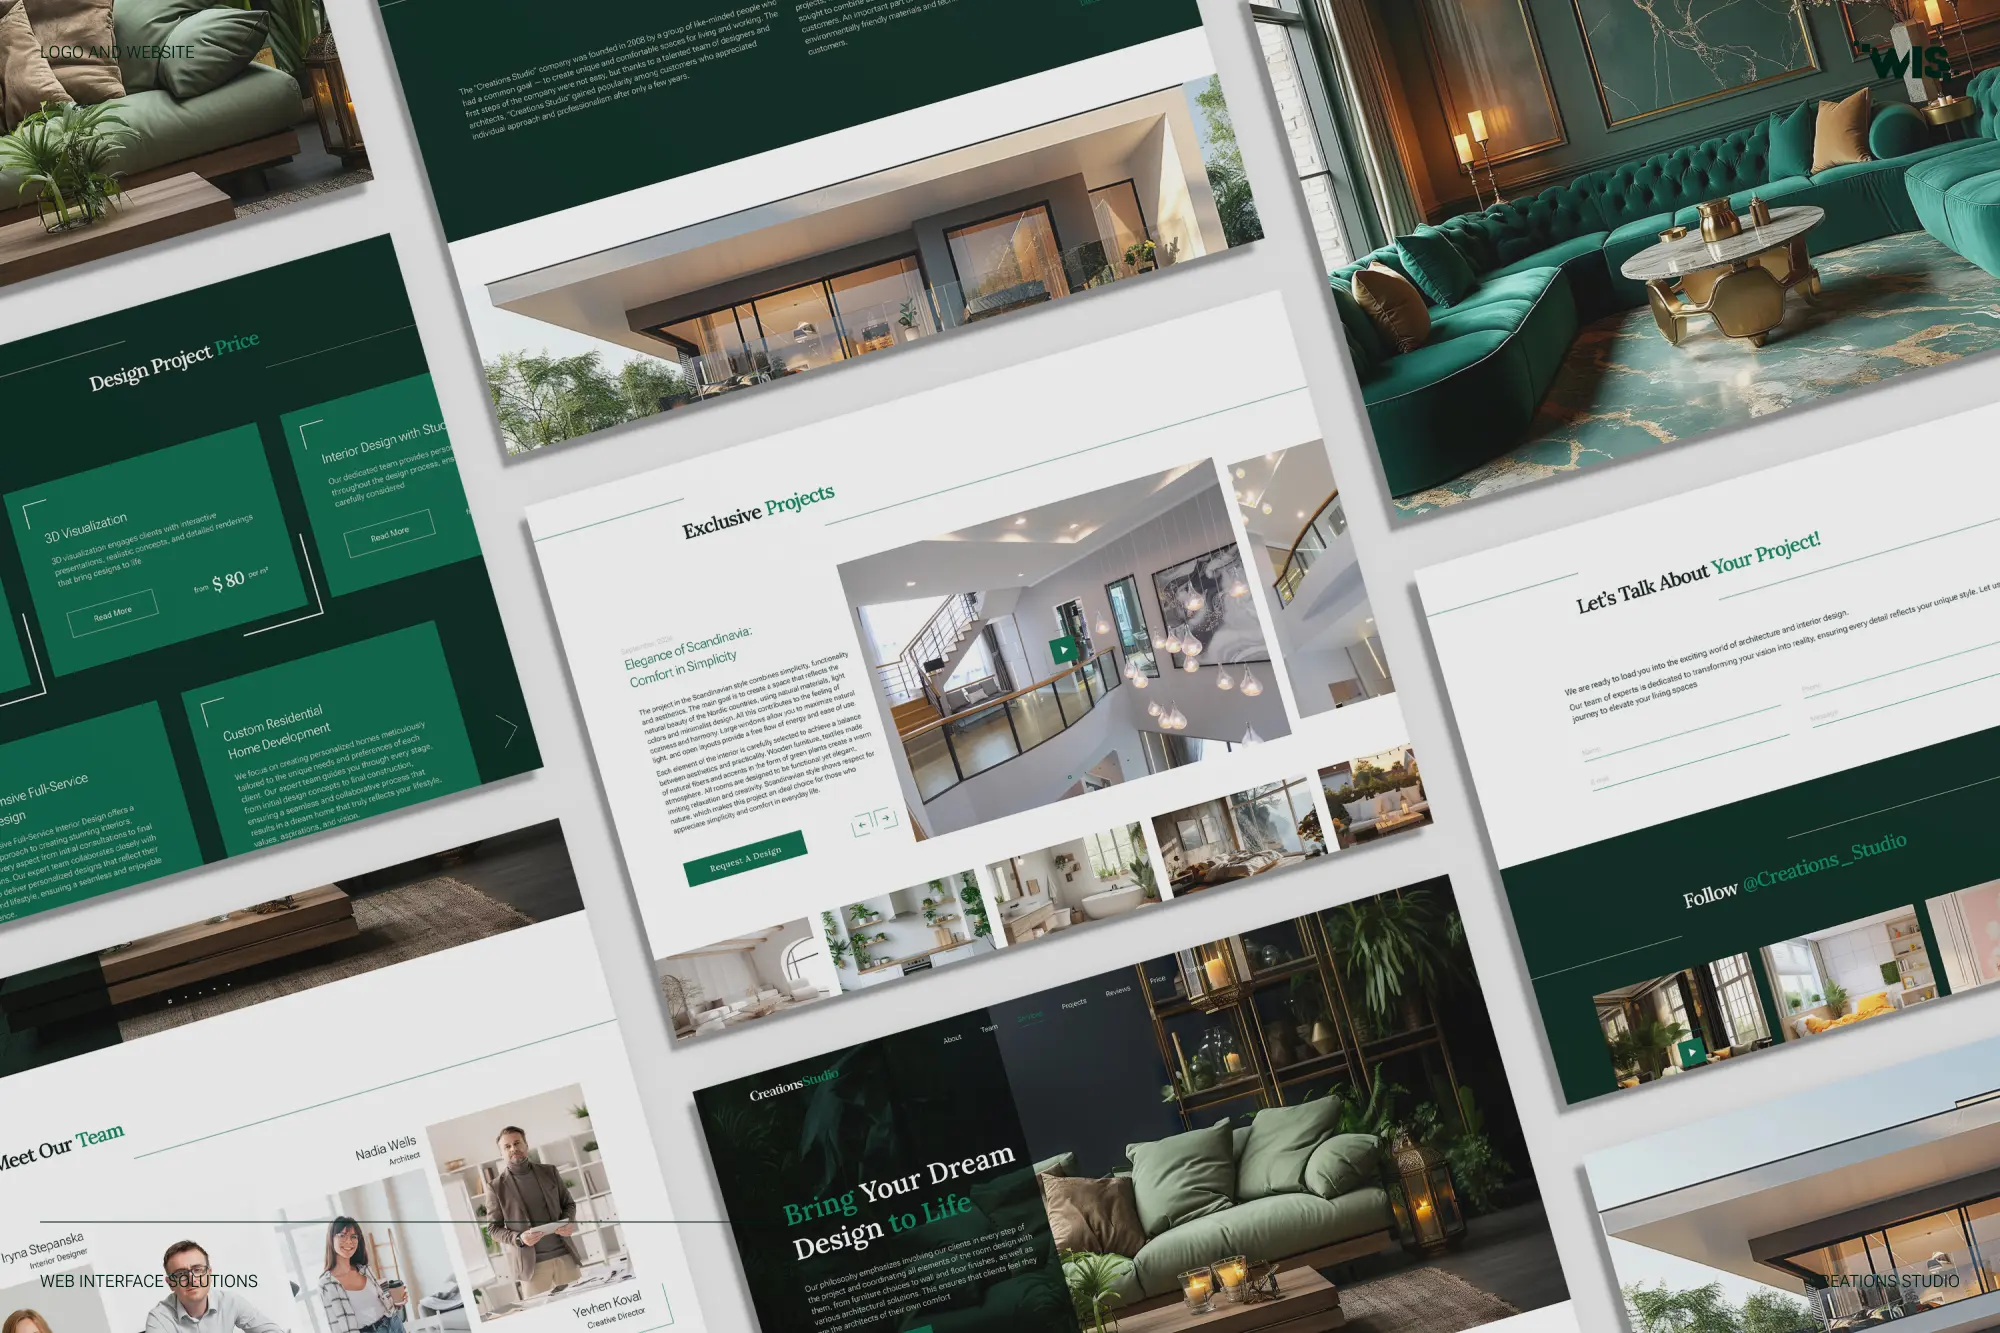 LOGO AND WEBSITE
WIS
The "Creations Studio" company was founded in 2008 by a group of like-minded people who
had a common goal — to create unique and comfortable spaces for living and working. The
first steps of the company were not easy, but thanks to a talented team of designers and
architects, "Creations Studio" gained popularity among customers who appreciated
individual approach and professionalism after only a few years.
projects,
sought to combine
customers. An important part
environmentally friendly materials and
customers.
Design Project Price
3D Visualization
3D visualization engages clients with interactive
presentations, realistic concepts, and detailed renderings
that bring designs to life
Read More
from $ 80 per m²
Interior Design with
Our dedicated team provides
throughout the design process,
carefully considered
Read More
Full-Service
Full-Service Interior Design offers a
to creating stunning interiors,
aspect from initial consultations to final
Our expert team collaborates closely with
deliver personalized designs that reflect they
lifestyle, ensuring a seamless and enjoyable
Custom Residential
Home Development
We focus on creating personalized homes meticulously
tailored to the unique needs and preferences of each
client. Our expert team guides you through every stage,
from initial design concepts to final construction,
ensuring a seamless and collaborative process that
results in a dream home that truly reflects your lifestyle,
values, aspirations, and vision.
Exclusive Projects
Elegance of Scandinavia:
Comfort in Simplicity
The project in the Scandinavian style combines simplicity, functionality
and aesthetics. The main goal is to create a space that reflects the
natural beauty of the Nordic countries, using natural materials, light
colors and minimalist design. All this contributes to the feeling of
coziness and harmony. Large windows allow you to maximize natural
light, and open layouts provide a free flow of energy and ease of use.
Each element of the interior is carefully selected to achieve a balance
between aesthetics and practicality. Wooden furniture, textiles made
of natural fibers and accents in the form of green plants create a warm
atmosphere. All rooms are designed to be functional yet elegant,
inviting relaxation and creativity. Scandinavian style shows respect for
nature, which makes this project an ideal choice for those who
appreciate simplicity and comfort in everyday life.
Request A Design
Let's Talk About Your Project!
We are ready to lead you into the exciting world of architecture and interior design.
Our team of experts is dedicated to transforming your vision into reality, ensuring every detail reflects your unique style. Let us
journey to elevate your living spaces
Name
E-mail
Follow @Creations_Studio
Meet Our Team
Iryna Stepanska
Interior Designer
Nadia Wells
Architect
Yevhen Koval
Creative Director
CreationsStudio
About
Team
Projects
Reviews
Price
Bring Your Dream
Design to Life
Our philosophy emphasizes involving our clients in every step of
the project and coordinating all elements of the room design with
them, from furniture choices to wall and floor finishes, as well as
various architectural solutions. This ensures that clients feel they
are the architects of their own comfort
WEB INTERFACE SOLUTIONS
CREATIONS STUDIO